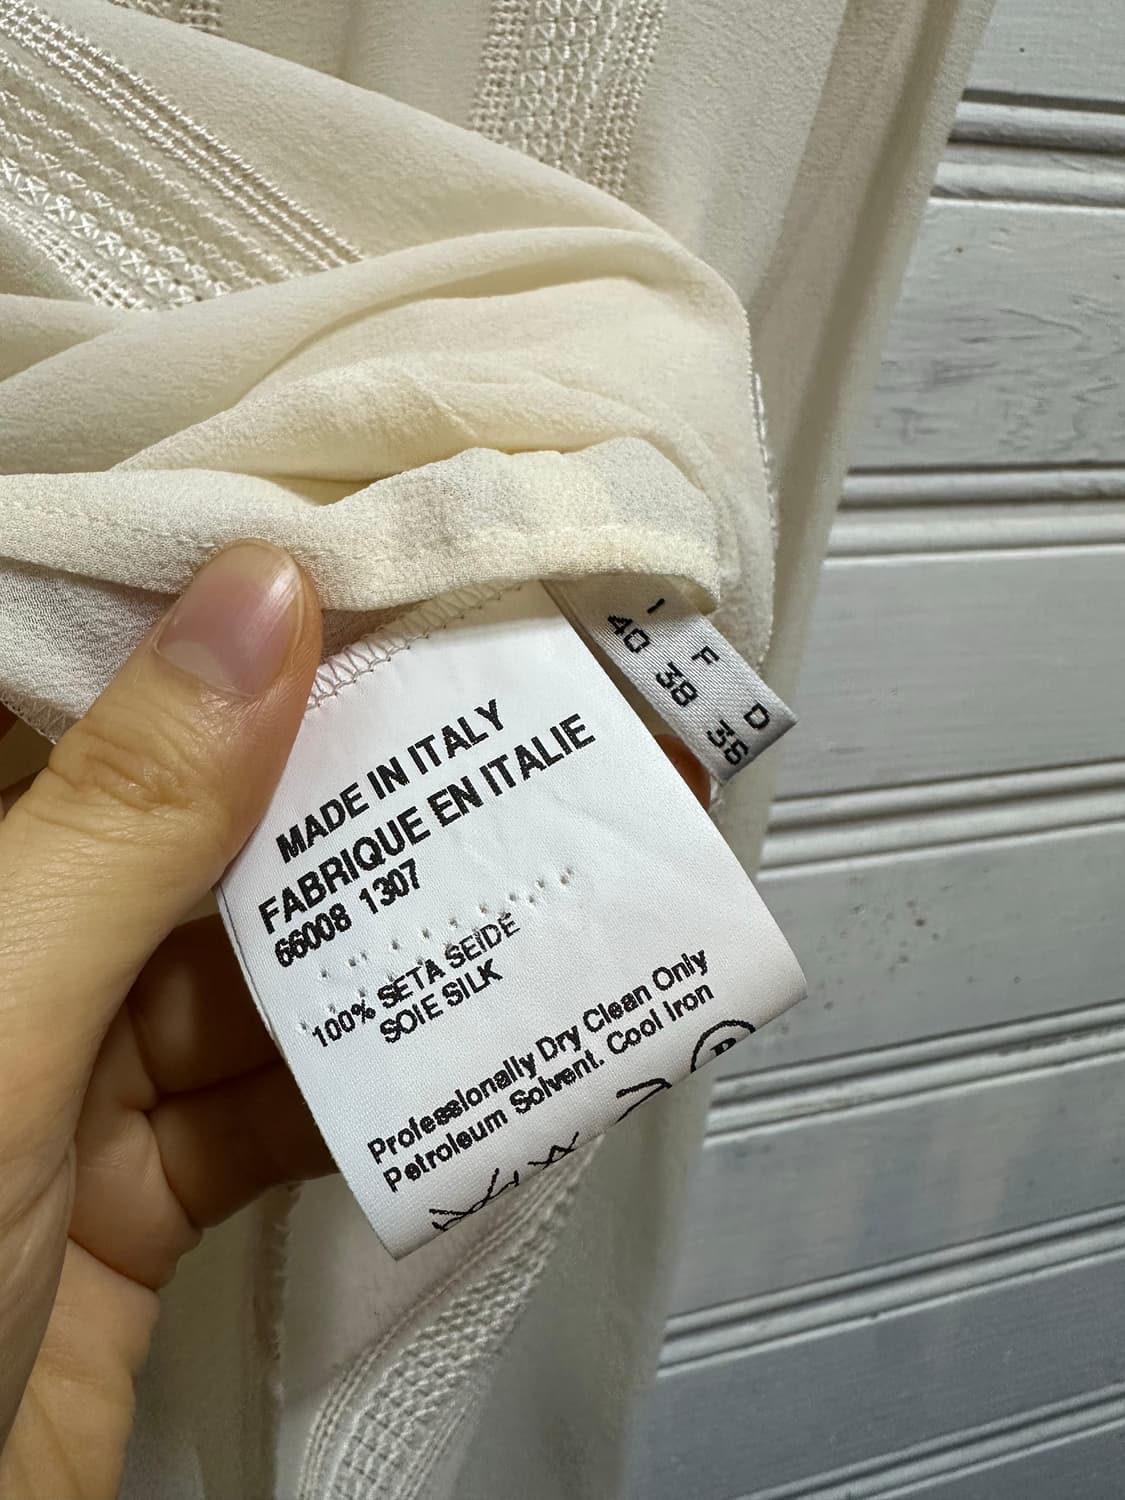 I F D
40 38 36
MADE IN ITALY
FABRIQUE EN ITALIE
66008 1307
100% SETA SEIDE
SOIE SILK
Professionally Dry Clean Only
Petroleum Solvent. Cool Iron
P